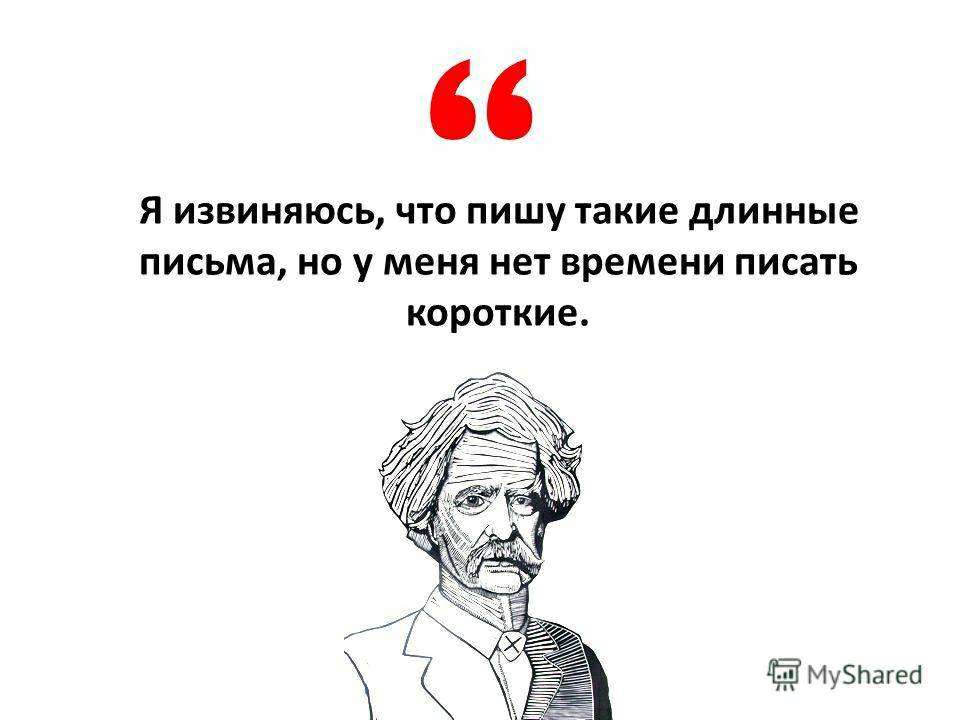 “
Я извиняюсь, что пишу такие длинные
письма, но у меня нет времени писать
короткие.
MyShared